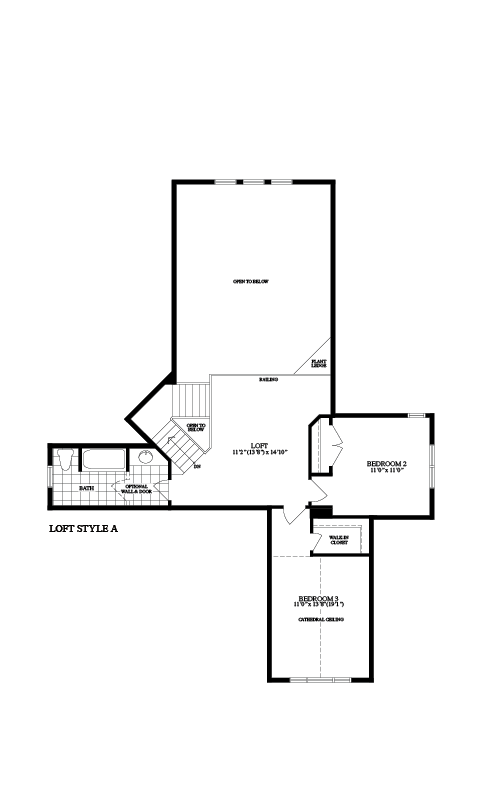 OPEN TO BELOW
PLANT
LEDGE
RAILING
OPEN TO
BELOW
LOFT
11'2"(13'8") x 14'10"
DN
BEDROOM 2
11'0" x 11'0"
BATH
OPTIONAL
WALL & DOOR
LOFT STYLE A
WALK-IN
CLOSET
BEDROOM 3
11'0" x 13'8"(19'1")
CATHEDRAL CEILING